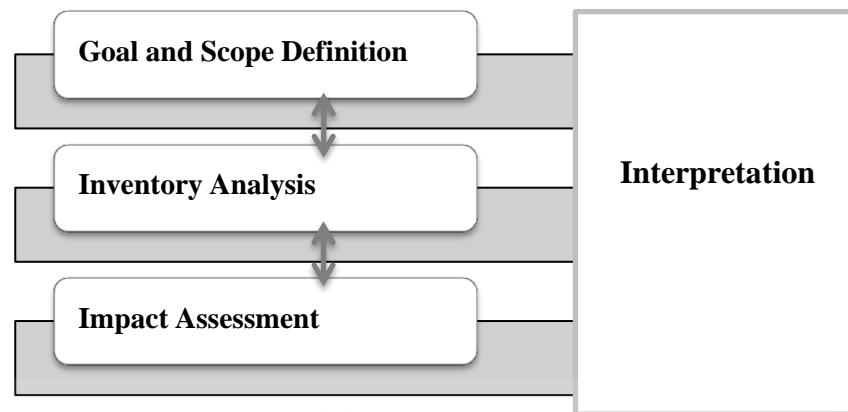 Goal and Scope Definition
Inventory Analysis
Interpretation
Impact Assessment